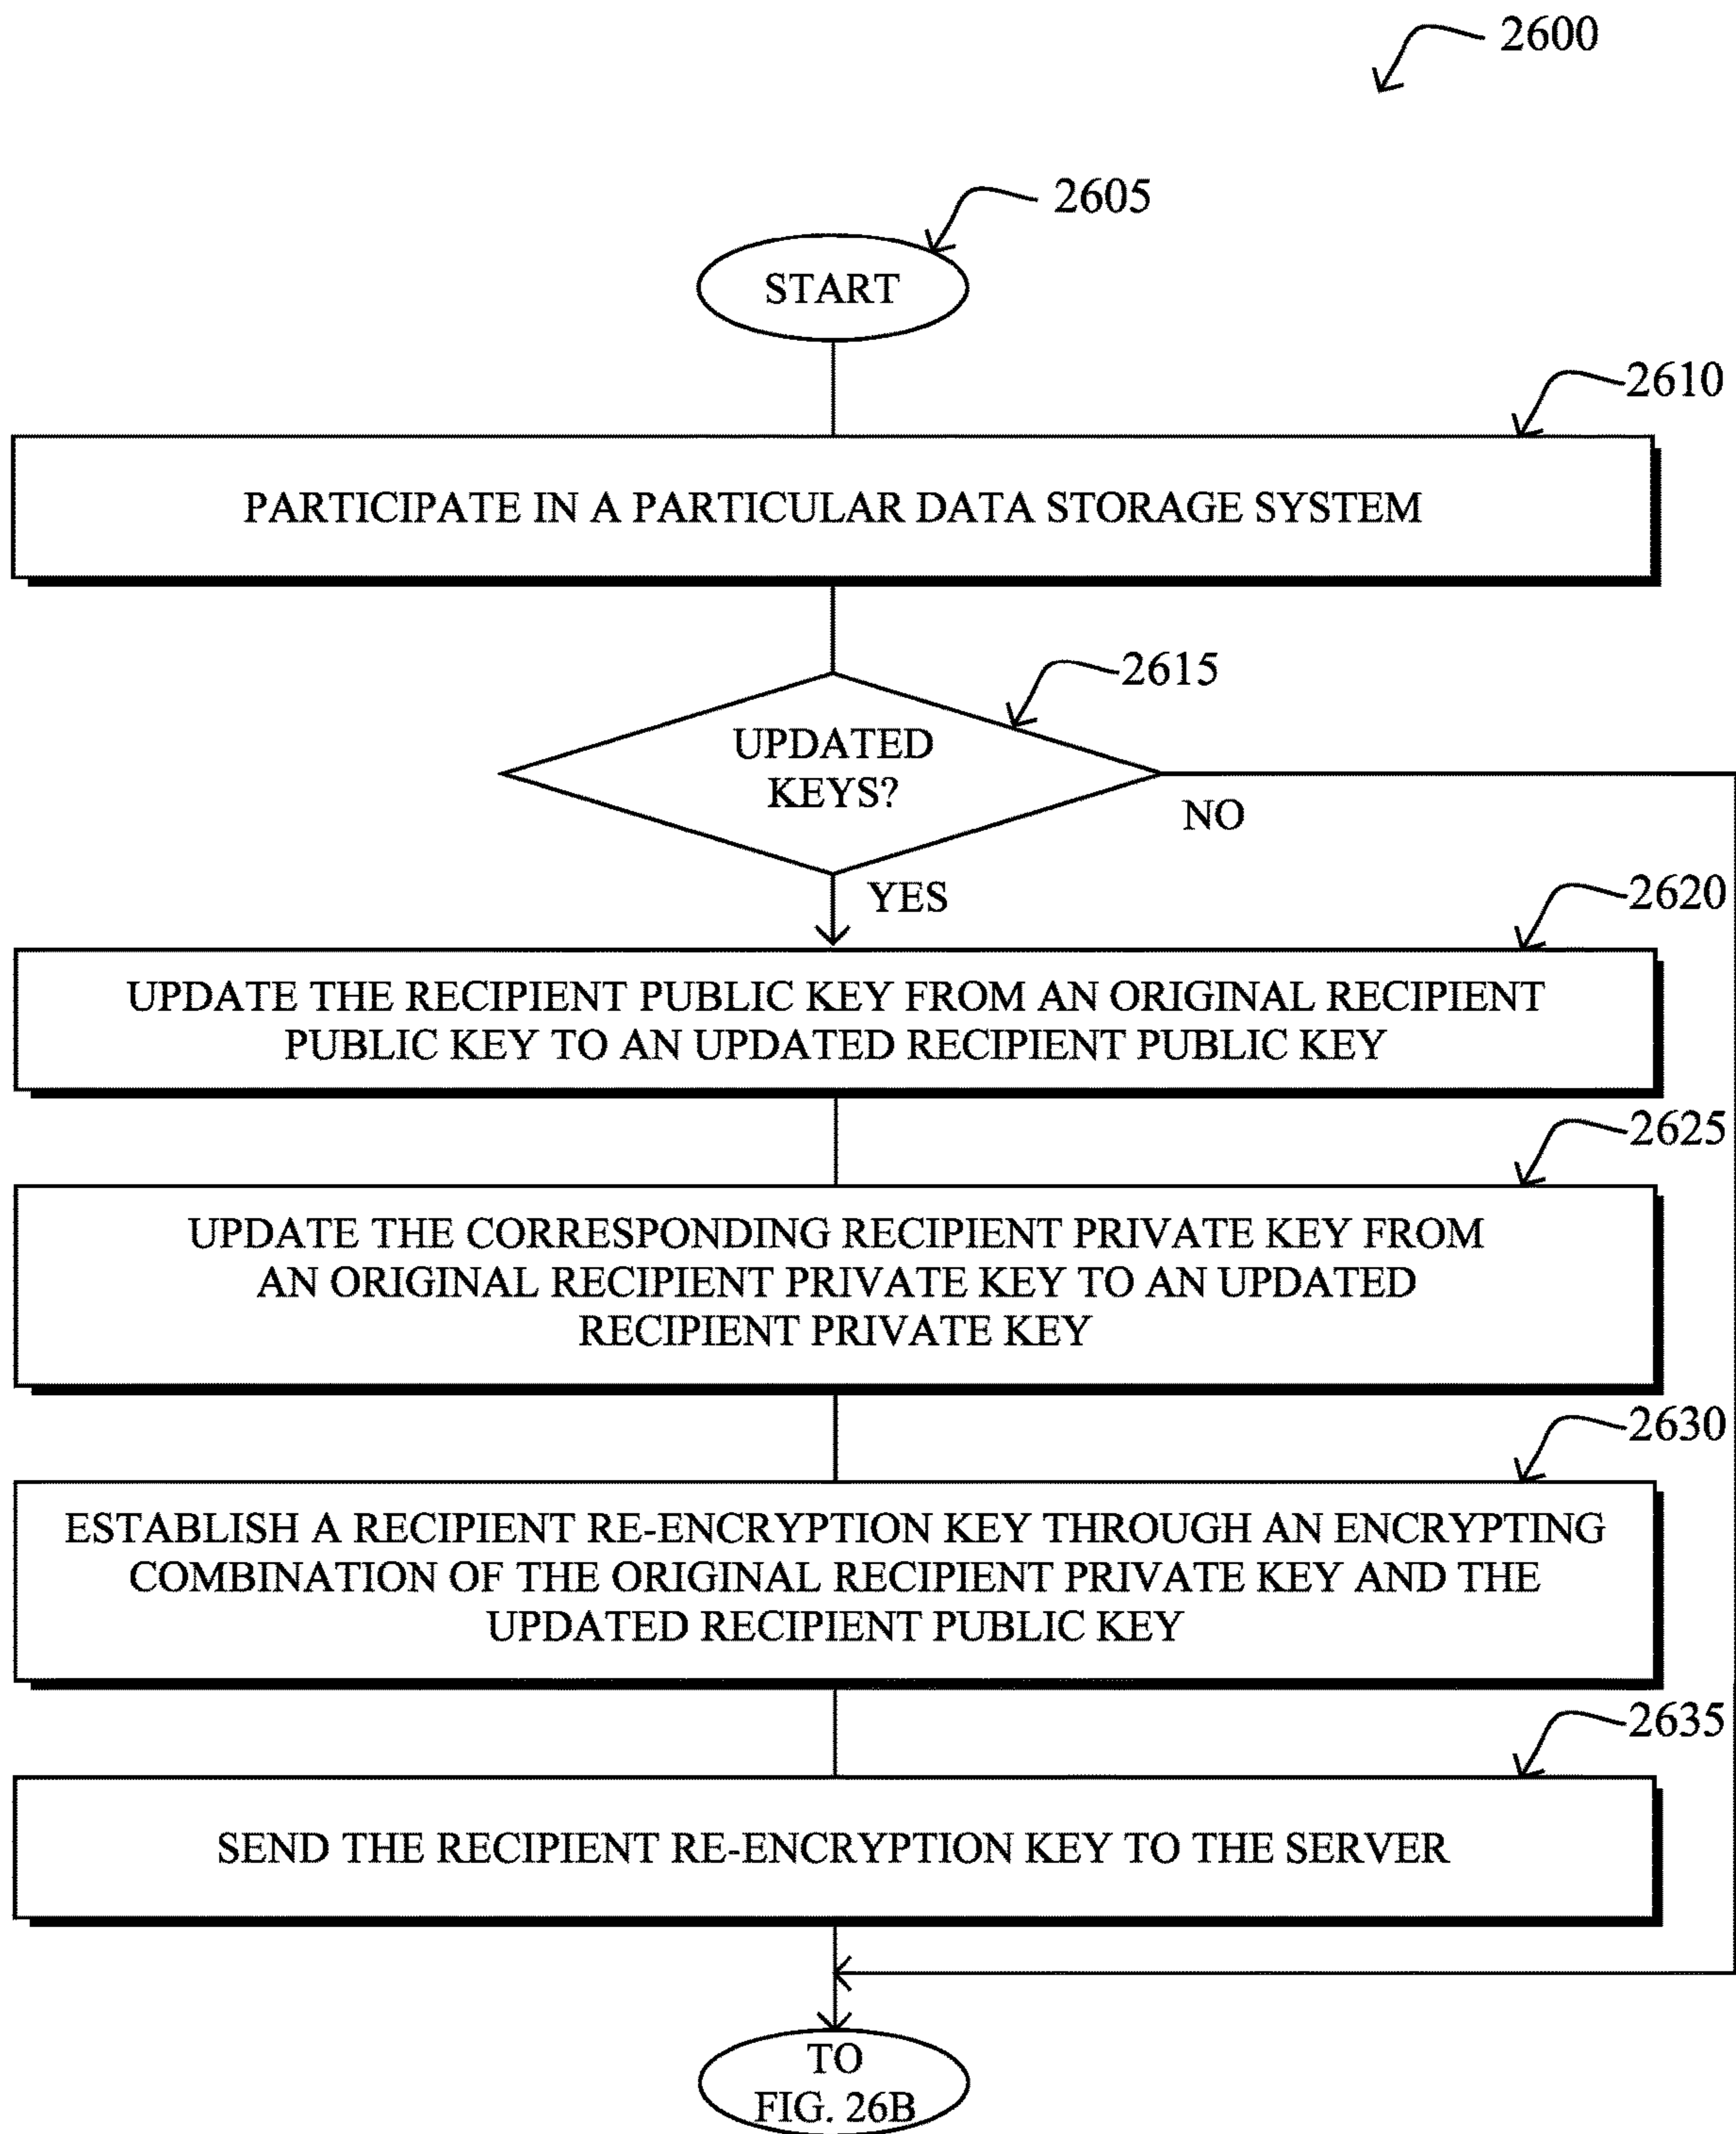 2600
2605
START
2610
PARTICIPATE IN A PARTICULAR DATA STORAGE SYSTEM
2615
UPDATED
KEYS?
NO
YES
2620
UPDATE THE RECIPIENT PUBLIC KEY FROM AN ORIGINAL RECIPIENT
PUBLIC KEY TO AN UPDATED RECIPIENT PUBLIC KEY
2625
UPDATE THE CORRESPONDING RECIPIENT PRIVATE KEY FROM
AN ORIGINAL RECIPIENT PRIVATE KEY TO AN UPDATED
RECIPIENT PRIVATE KEY
2630
ESTABLISH A RECIPIENT RE-ENCRYPTION KEY THROUGH AN ENCRYPTING
COMBINATION OF THE ORIGINAL RECIPIENT PRIVATE KEY AND THE
UPDATED RECIPIENT PUBLIC KEY
2635
SEND THE RECIPIENT RE-ENCRYPTION KEY TO THE SERVER
TO
FIG. 26B